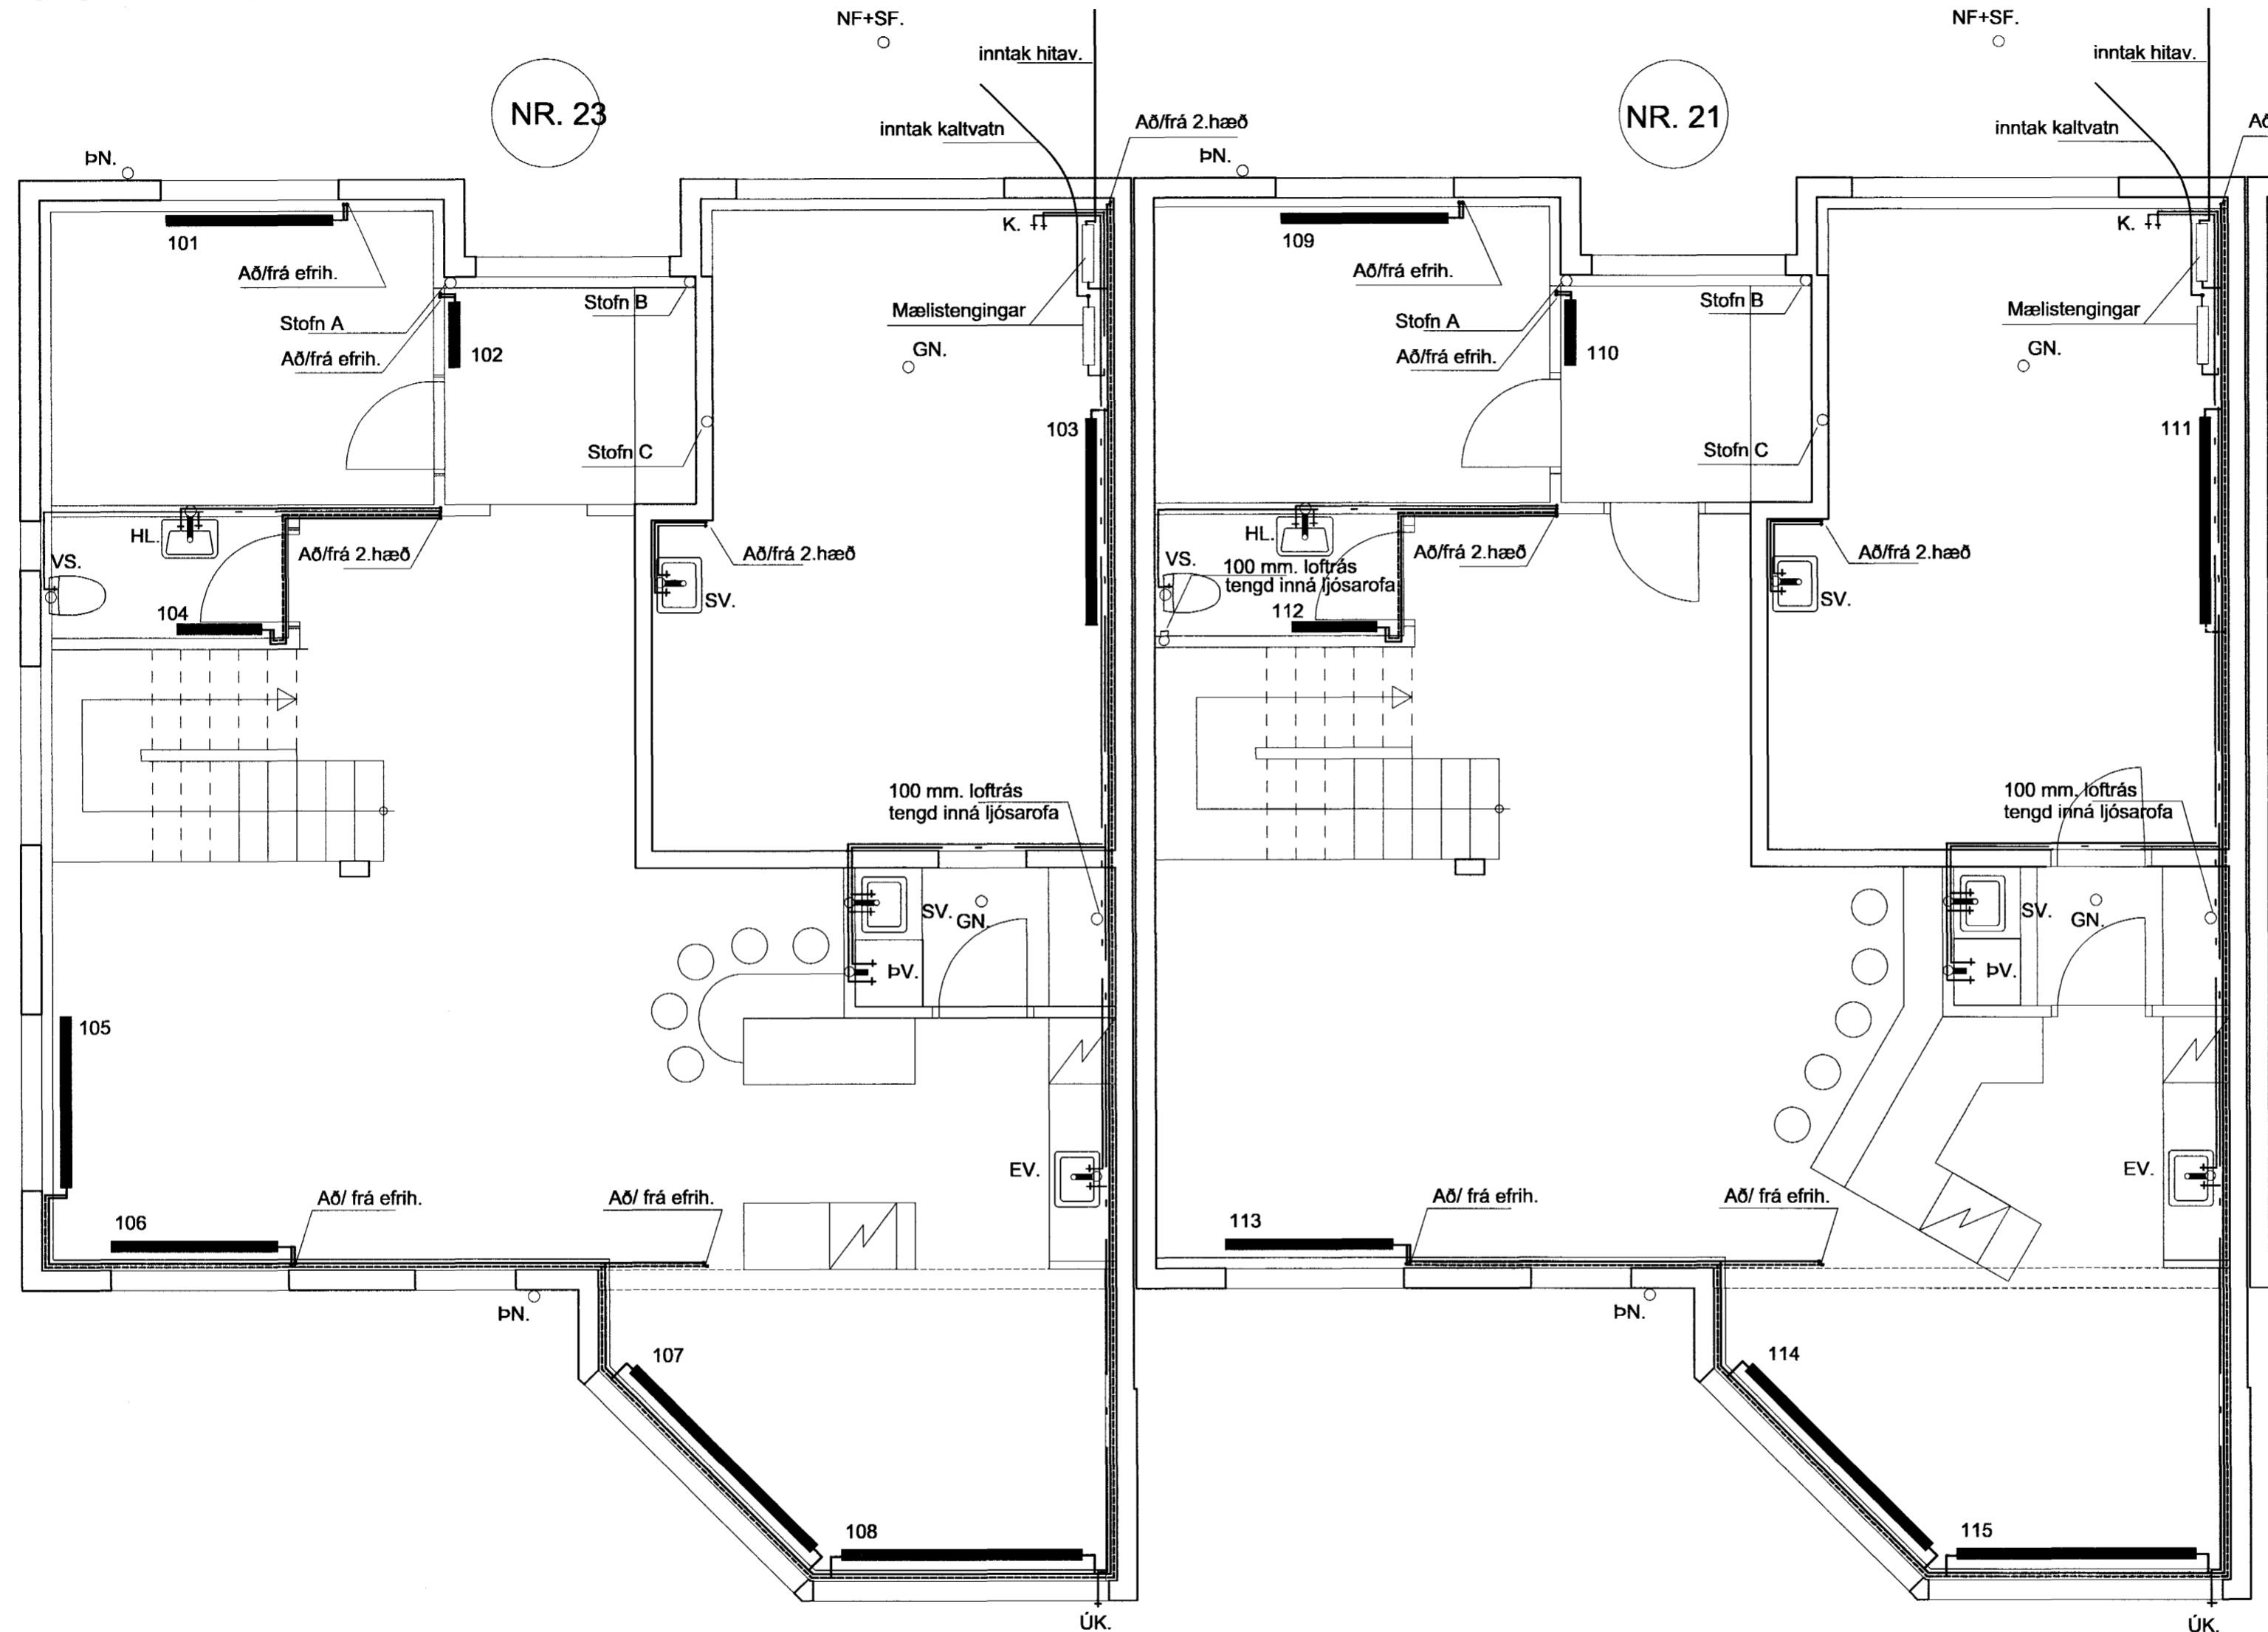 NF+SF.
inntak hitav.
NR. 23
inntak kaltvatn
Að/frá 2.hæð
ÞN.
K.
101
Að/frá efrih.
Stofn B
Stofn A
Að/frá efrih.
102
Mælistengingar
GN.
103
Stofn C
HL.
VS.
Að/frá 2.hæð
Að/frá 2.hæð
SV.
104
100 mm. loftrás
tengd inná ljósarofa
SV.
GN.
ÞV.
105
EV.
106
Að/ frá efrih.
Að/ frá efrih.
ÞN.
107
108
ÚK.
NF+SF.
inntak hitav.
NR. 21
inntak kaltvatn
ÞN.
K.
109
Að/frá efrih.
Stofn B
Stofn A
Að/frá efrih.
110
Mælistengingar
GN.
111
Stofn C
HL.
VS.
100 mm. loftrás
tengd inná ljósarofa
Að/frá 2.hæð
Að/frá 2.hæð
SV.
112
100 mm. loftrás
tengd inná ljósarofa
SV.
GN.
ÞV.
EV.
113
Að/ frá efrih.
Að/ frá efrih.
ÞN.
114
115
ÚK.